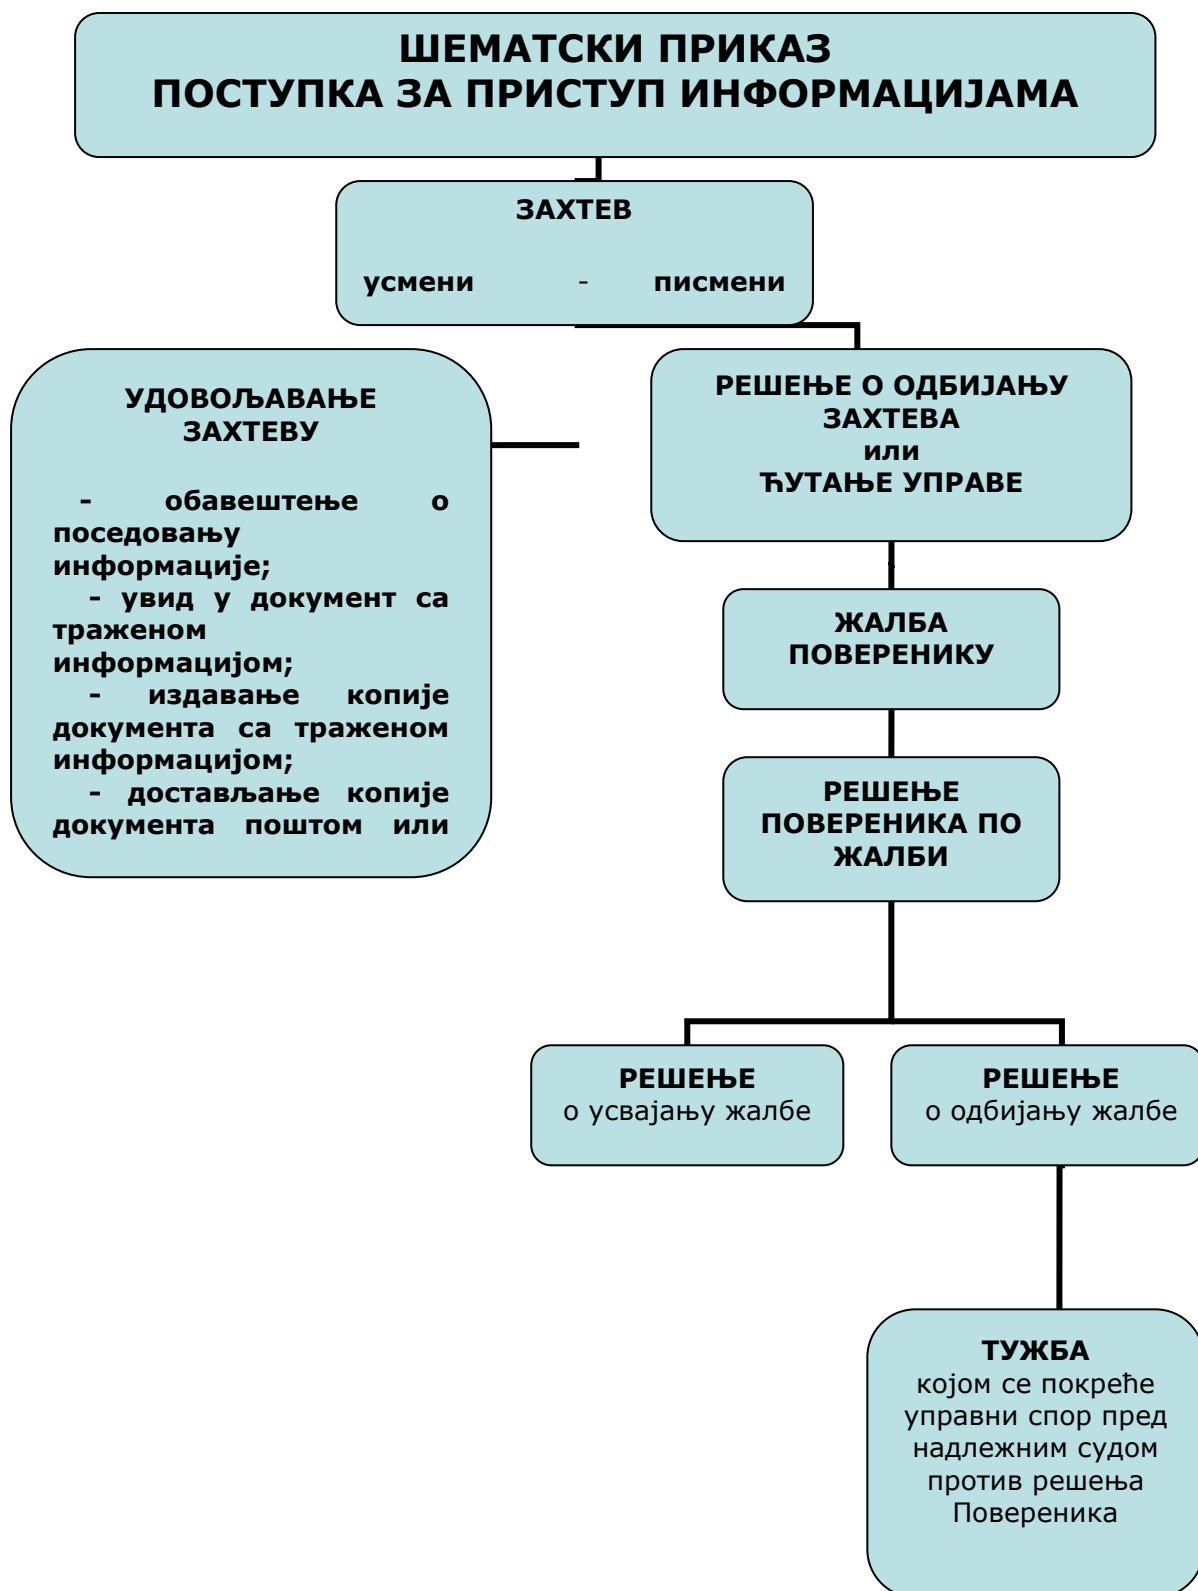 ШЕМАТСКИ ПРИКАЗ
ПОСТУПКА ЗА ПРИСТУП ИНФОРМАЦИЈАМА
ЗАХТЕВ
усмени - писмени
УДОВОЉАВАЊЕ
ЗАХТЕВУ
- обавештење о
поседовању
информације;
- увид у документ са
траженом
информацијом;
- издавање копије
документа са траженом
информацијом;
- достављање копије
документа поштом или
РЕШЕЊЕ О ОДБИЈАЊУ
ЗАХТЕВА
или
ЋУТАЊЕ УПРАВЕ
ЖАЛБА
ПОВЕРЕНИКУ
РЕШЕЊЕ
ПОВЕРЕНИКА ПО
ЖАЛБИ
РЕШЕЊЕ
о усвајању жалбе
РЕШЕЊЕ
о одбијању жалбе
ТУЖБА
којом се покреће
управни спор пред
надлежним судом
против решења
Повереника